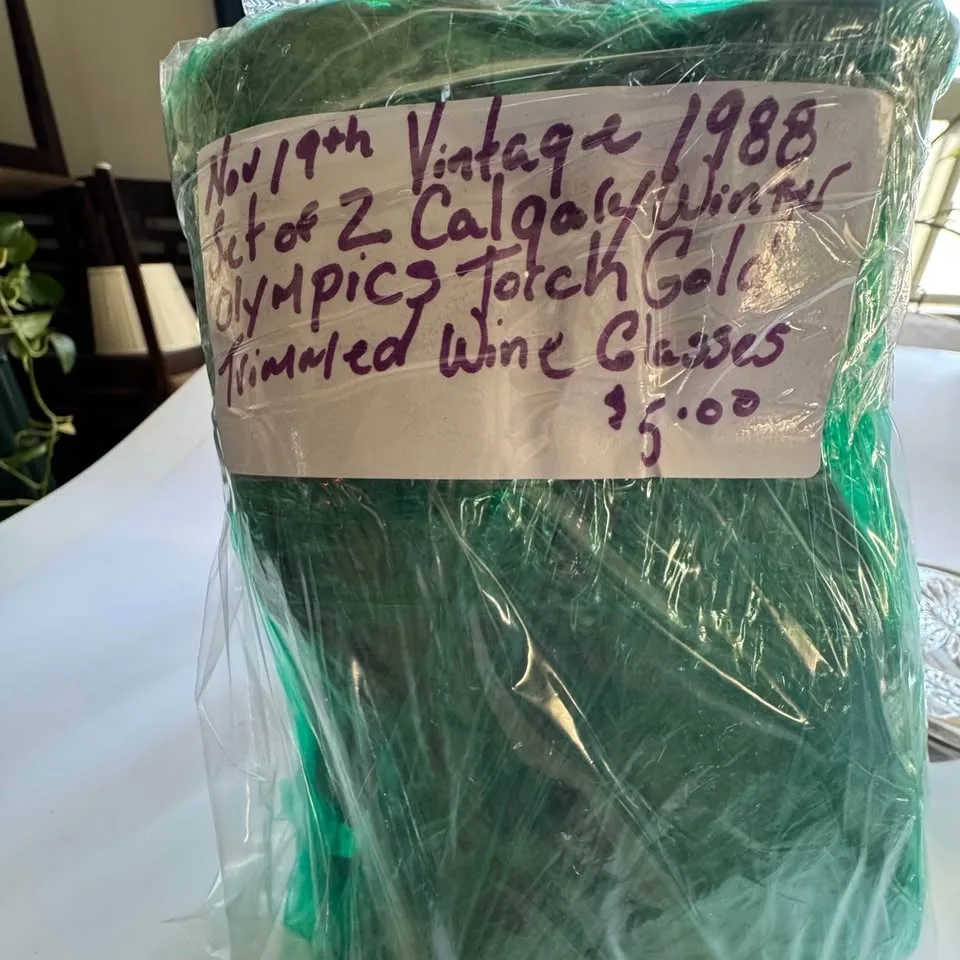 Nov 19th Vintage 1988
Set of 2 Calgary Winter
Olympics Torch Gold
Trimmed Wine Glasses
$5.00